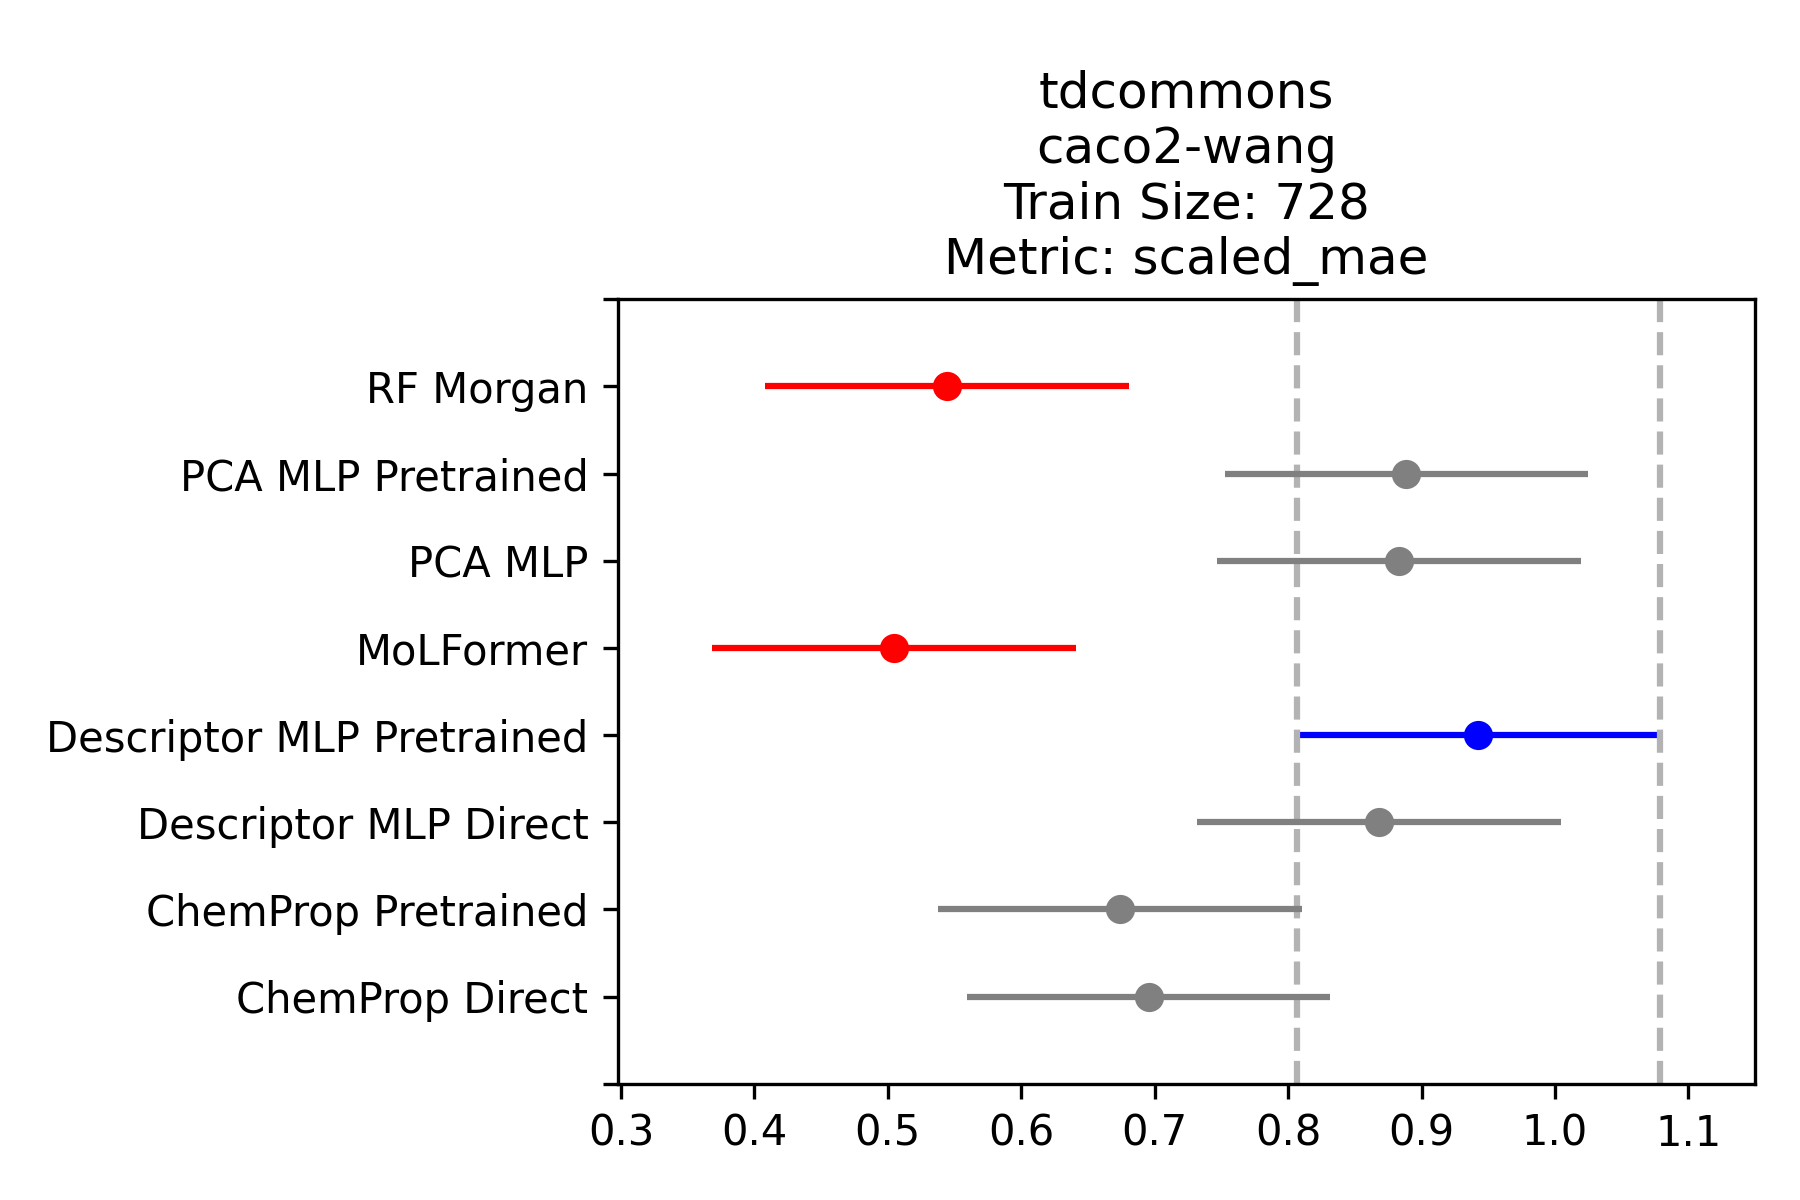 tdcommons
caco2-wang
Train Size: 728
Metric: scaled_mae
RF Morgan
PCA MLP Pretrained
PCA MLP
MoLFormer
Descriptor MLP Pretrained
Descriptor MLP Direct
ChemProp Pretrained
ChemProp Direct
0.3 0.4 0.5 0.6 0.7 0.8 0.9 1.0 1.1